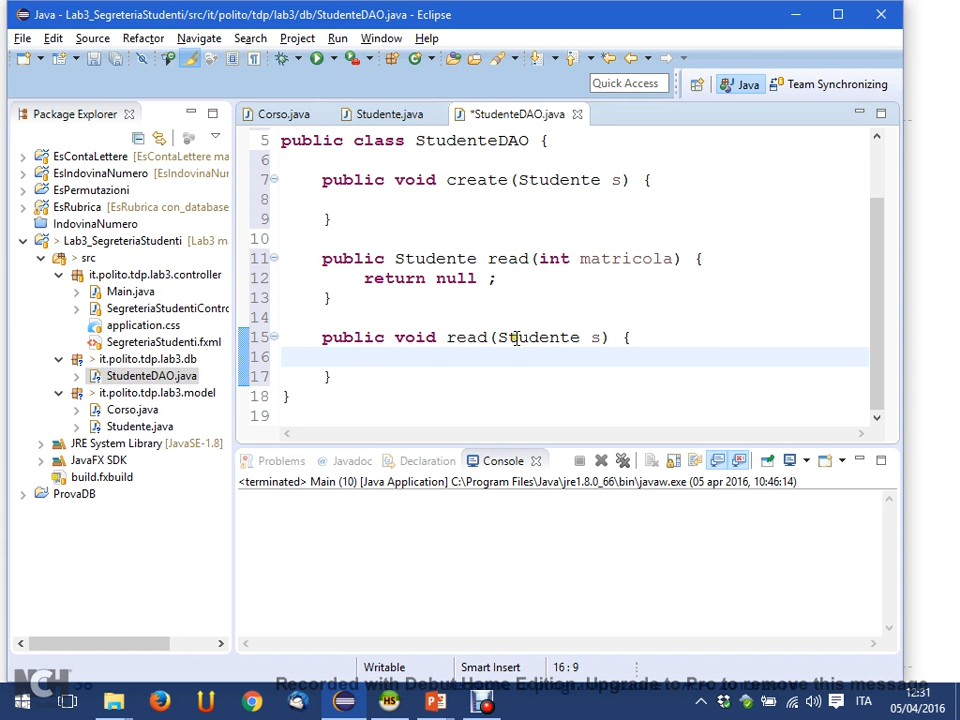 Java - Lab3_SegreteriaStudenti/src/it/polito/tdp/lab3/db/StudenteDAO.java - Eclipse
File Edit Source Refactor Navigate Search Project Run Window Help
Quick Access
Java
Team Synchronizing
Package Explorer
EsContaLettere [EsContaLettere ma
EsIndovinaNumero [EsIndovinaNur
EsPermutazioni
EsRubrica [EsRubrica con_database
IndovinaNumero
> Lab3_SegreteriaStudenti [Lab3 m
> src
it.polito.tdp.lab3.controller
Main.java
SegreteriaStudentiContro
application.css
SegreteriaStudenti.fxml
> it.polito.tdp.lab3.db
StudenteDAO.java
> it.polito.tdp.lab3.model
Corso.java
Studente.java
JRE System Library [JavaSE-1.8]
JavaFX SDK
build.fxbuild
ProvaDB
Corso.java
Studente.java
*StudenteDAO.java
5 public class StudenteDAO {
6
7 public void create(Studente s) {
8
9 }
10
11 public Studente read(int matricola) {
12 return null ;
13 }
14
15 public void read(Studente s) {
16
17 }
18 }
19
Problems
Javadoc
Declaration
Console
<terminated> Main (10) [Java Application] C:\Program Files\Java\jre1.8.0_66\bin\javaw.exe (05 apr 2016, 10:46:14)
Writable
Smart Insert
16 : 9
NCH
Recorded with Debut Home Edition. Upgrade to Pro to remove this message
ITA
12:31
05/04/2016